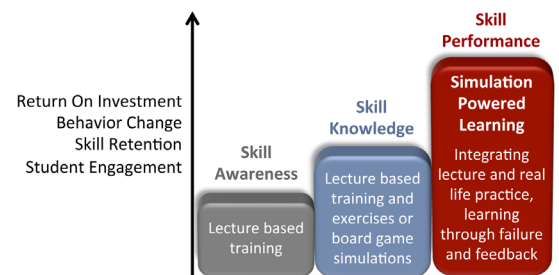 Return On Investment
Behavior Change
Skill Retention
Student Engagement
Skill
Awareness
Lecture based
training
Skill
Knowledge
Lecture based
training and
exercises or
board game
simulations
Skill
Performance
Simulation
Powered
Learning
Integrating
lecture and real
life practice,
learning
through failure
and feedback